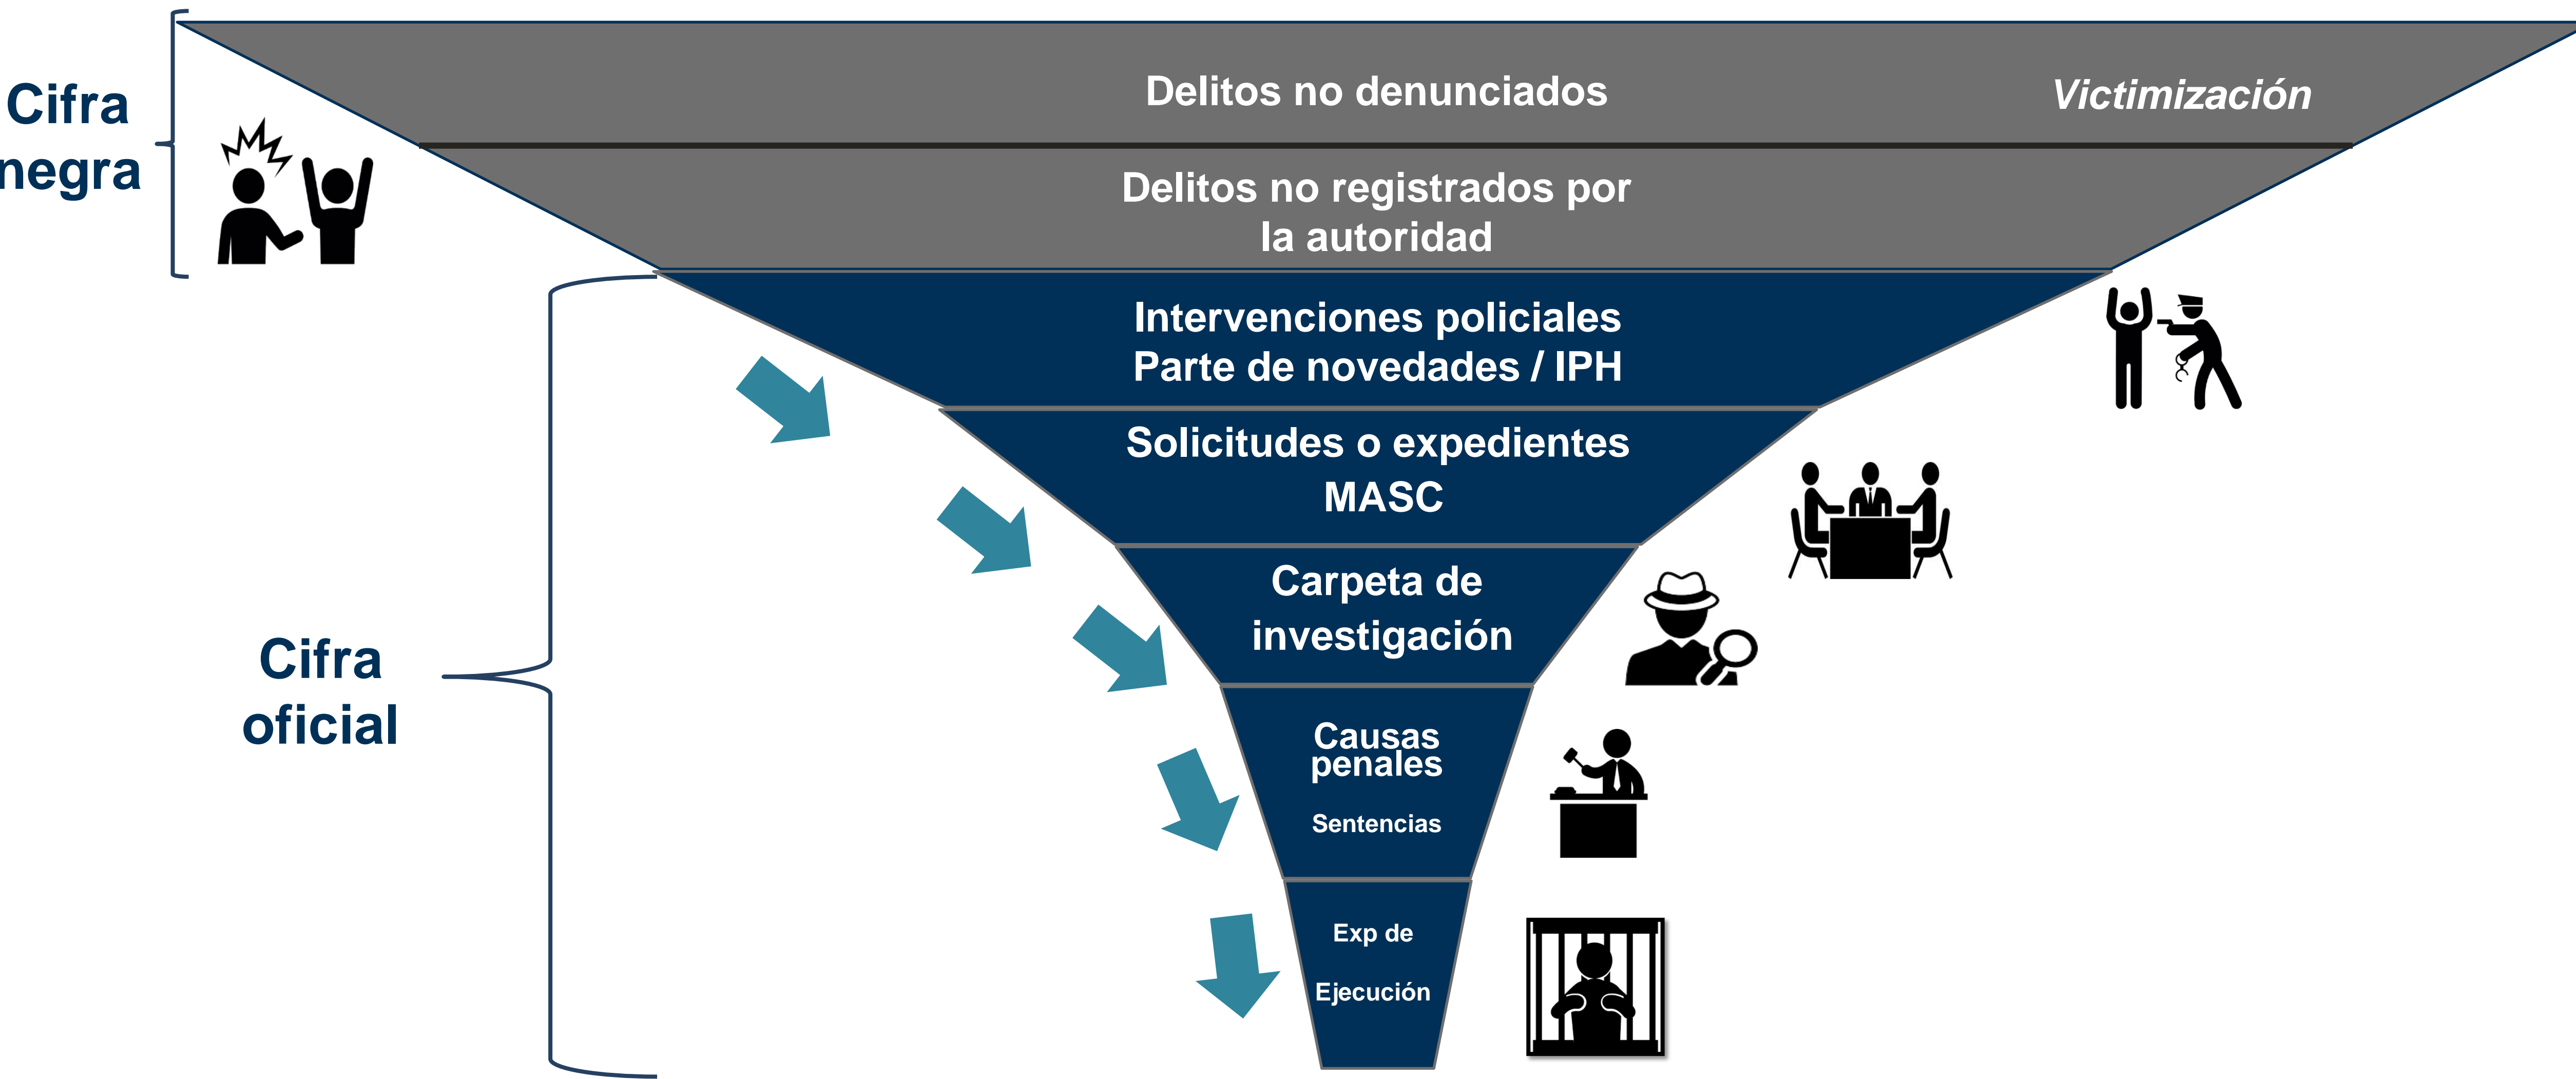 Cifra
negra
Delitos no denunciados
Victimización
Delitos no registrados por
la autoridad
Intervenciones policiales
Parte de novedades / IPH
Solicitudes o expedientes
MASC
Carpeta de
investigación
Cifra
oficial
Causas
penales
Sentencias
Exp de
Ejecución